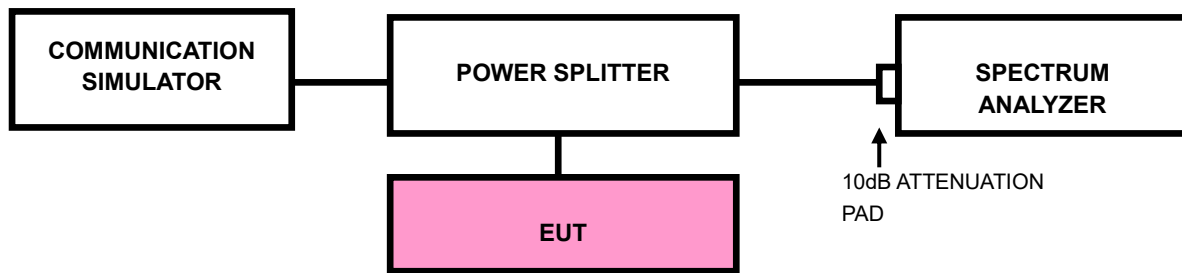 COMMUNICATION
SIMULATOR
POWER SPLITTER
SPECTRUM
ANALYZER
10dB ATTENUATION
PAD
EUT